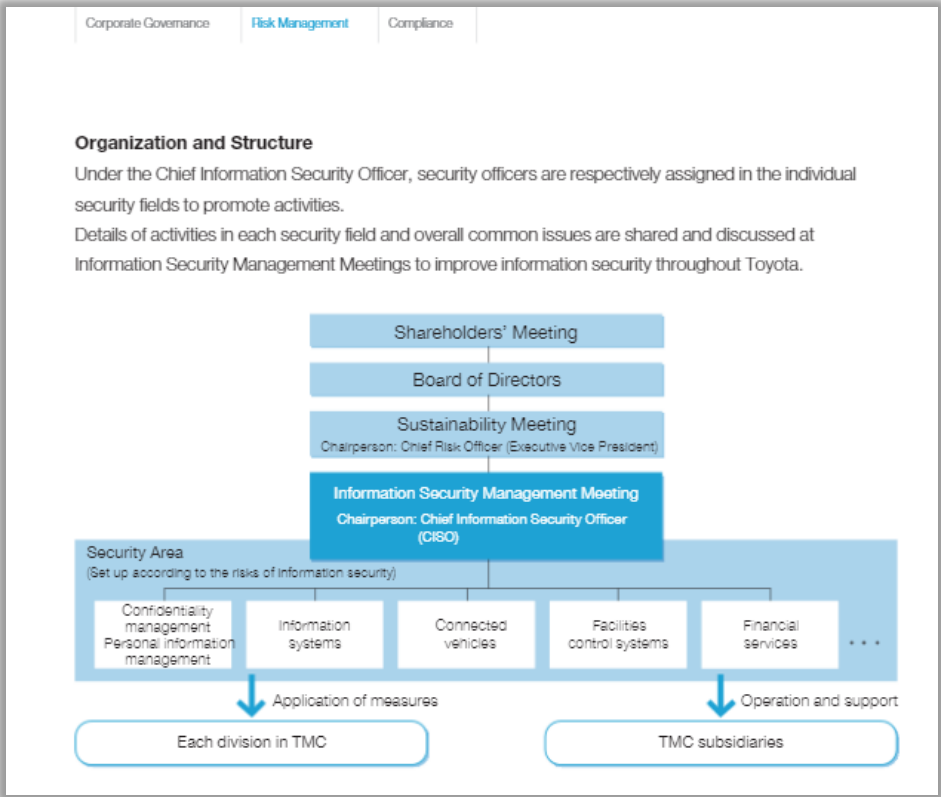 Corporate Governance
Risk Management
Compliance
Organization and Structure
Under the Chief Information Security Officer, security officers are respectively assigned in the individual
security fields to promote activities.
Details of activities in each security field and overall common issues are shared and discussed at
Information Security Management Meetings to improve information security throughout Toyota.
Shareholders' Meeting
Board of Directors
Sustainability Meeting
Chairperson: Chief Risk Officer (Executive Vice President)
Information Security Management Meeting
Chairperson: Chief Information Security Officer
(CISO)
Security Area
(Set up according to the risks of information security)
Confidentiality
management
Personal information
management
Information
systems
Connected
vehicles
Facilities
control systems
Financial
services
• • •
Application of measures
Operation and support
Each division in TMC
TMC subsidiaries